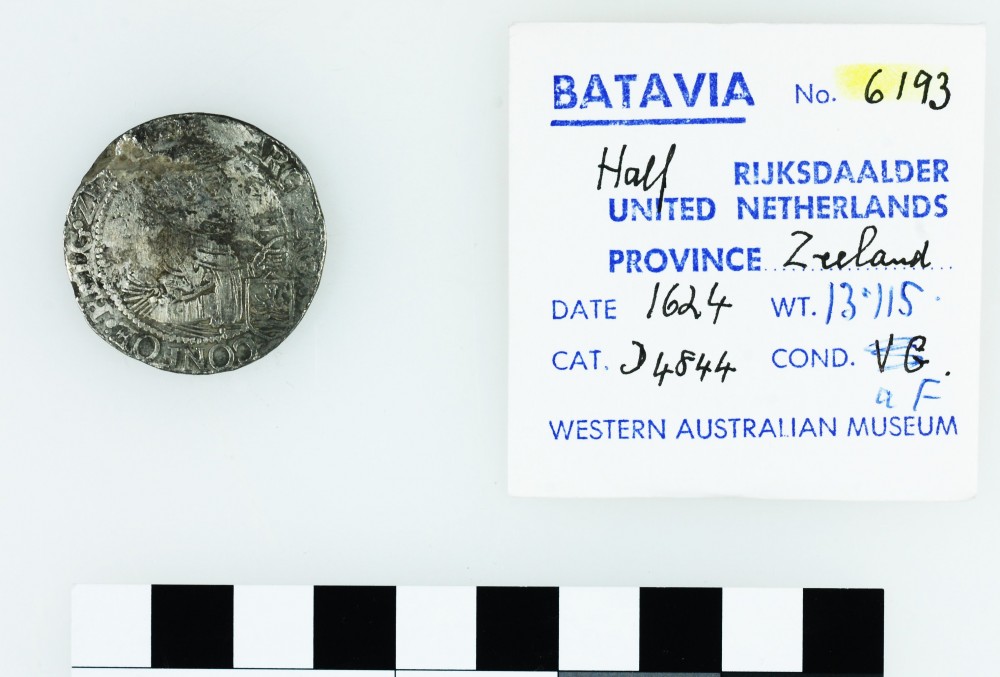 BATAVIA No. 6193
Half RIJKSDAALDER
UNITED NETHERLANDS
PROVINCE Zeeland
DATE 1624 WT. 13.115
CAT. D4844 COND. VG.
a F
WESTERN AUSTRALIAN MUSEUM